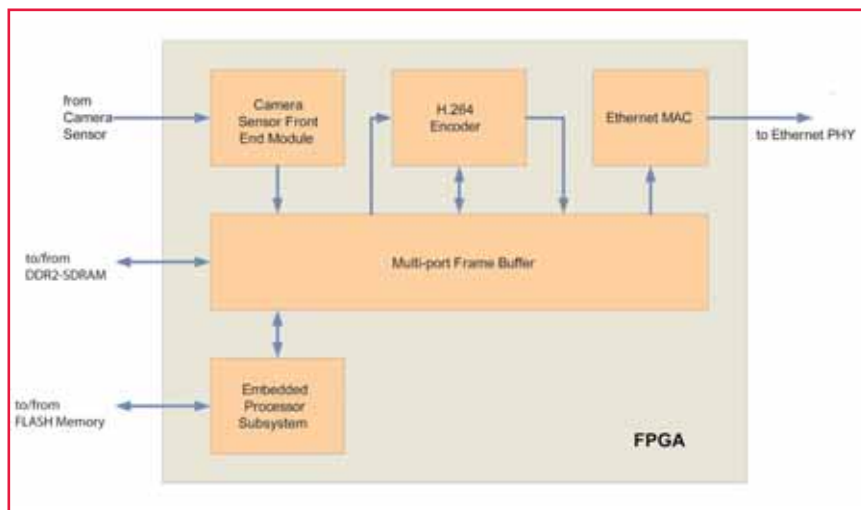 from
Camera
Sensor
Camera
Sensor Front
End Module
H.264
Encoder
Ethernet MAC
to Ethernet PHY
to/from
DDR2-SDRAM
Multi-port Frame Buffer
to/from
FLASH Memory
Embedded
Processor
Subsystem
FPGA